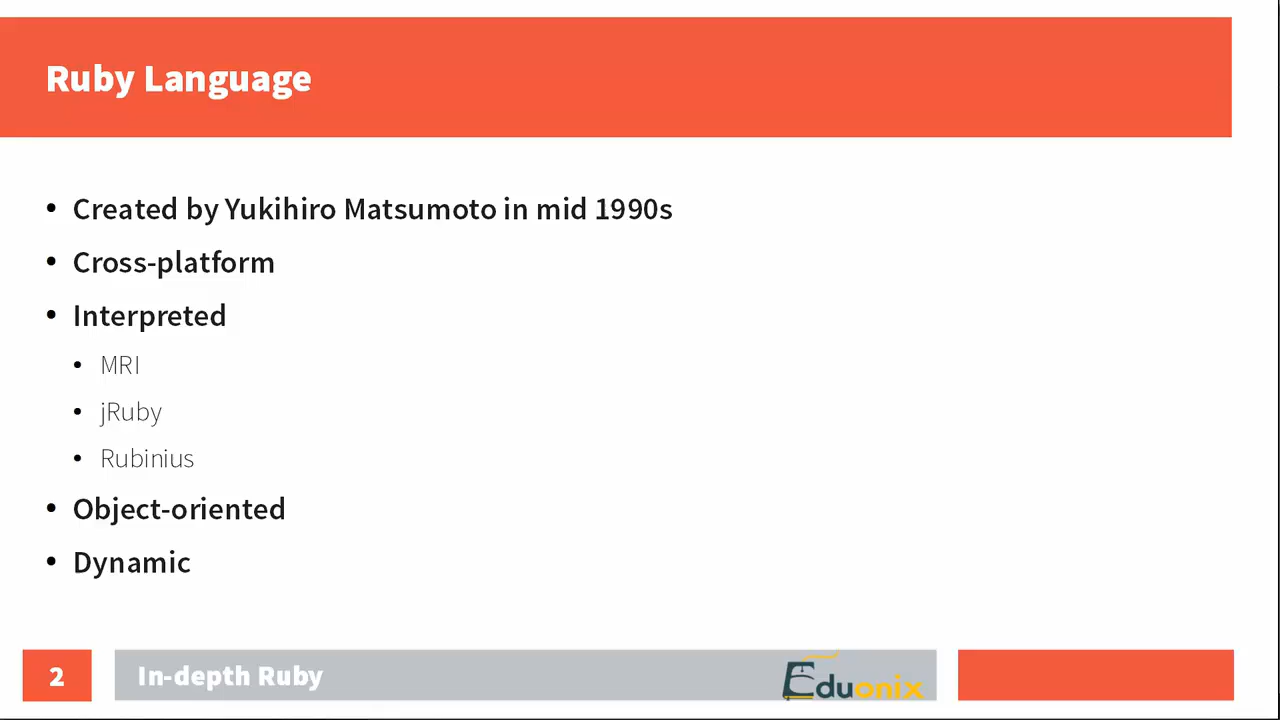 Ruby Language
• Created by Yukihiro Matsumoto in mid 1990s
• Cross-platform
• Interpreted
• MRI
• jRuby
• Rubinius
• Object-oriented
• Dynamic
2 In-depth Ruby Eduonix